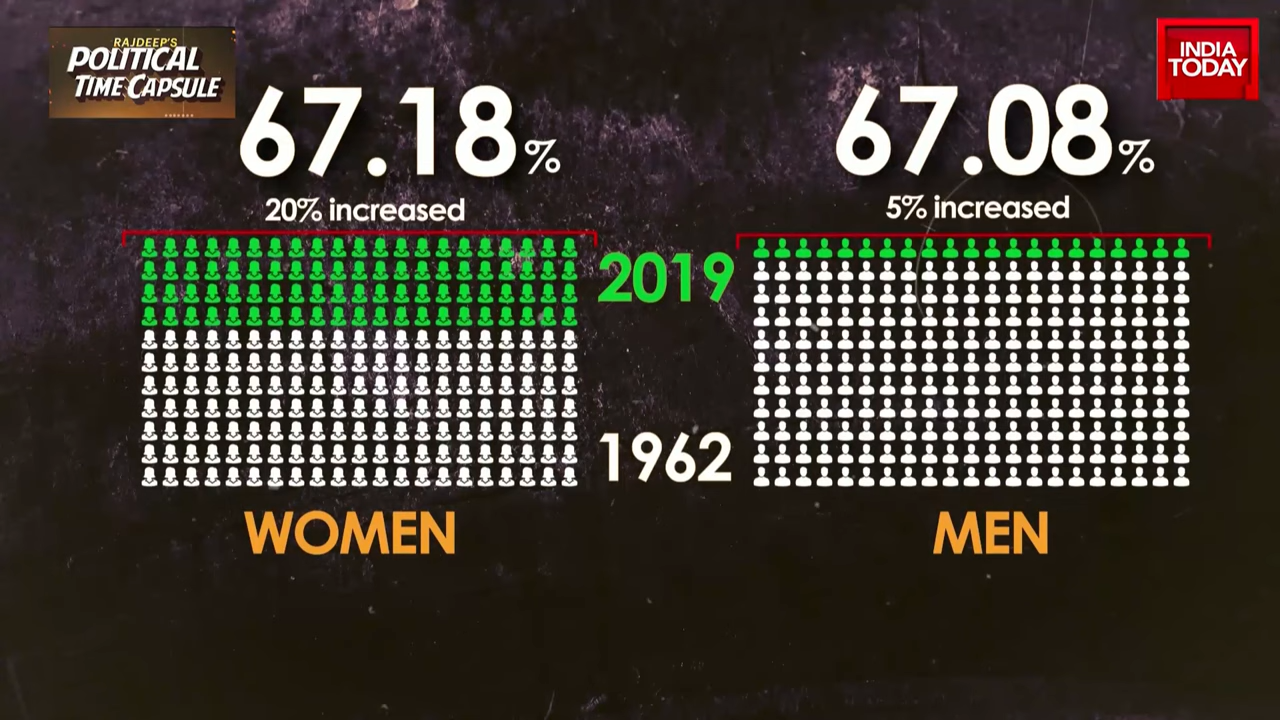 RAJDEEP'S
POLITICAL
TIME CAPSULE
INDIA
TODAY
67.18%
67.08%
20% increased
5% increased
2019
1962
WOMEN
MEN